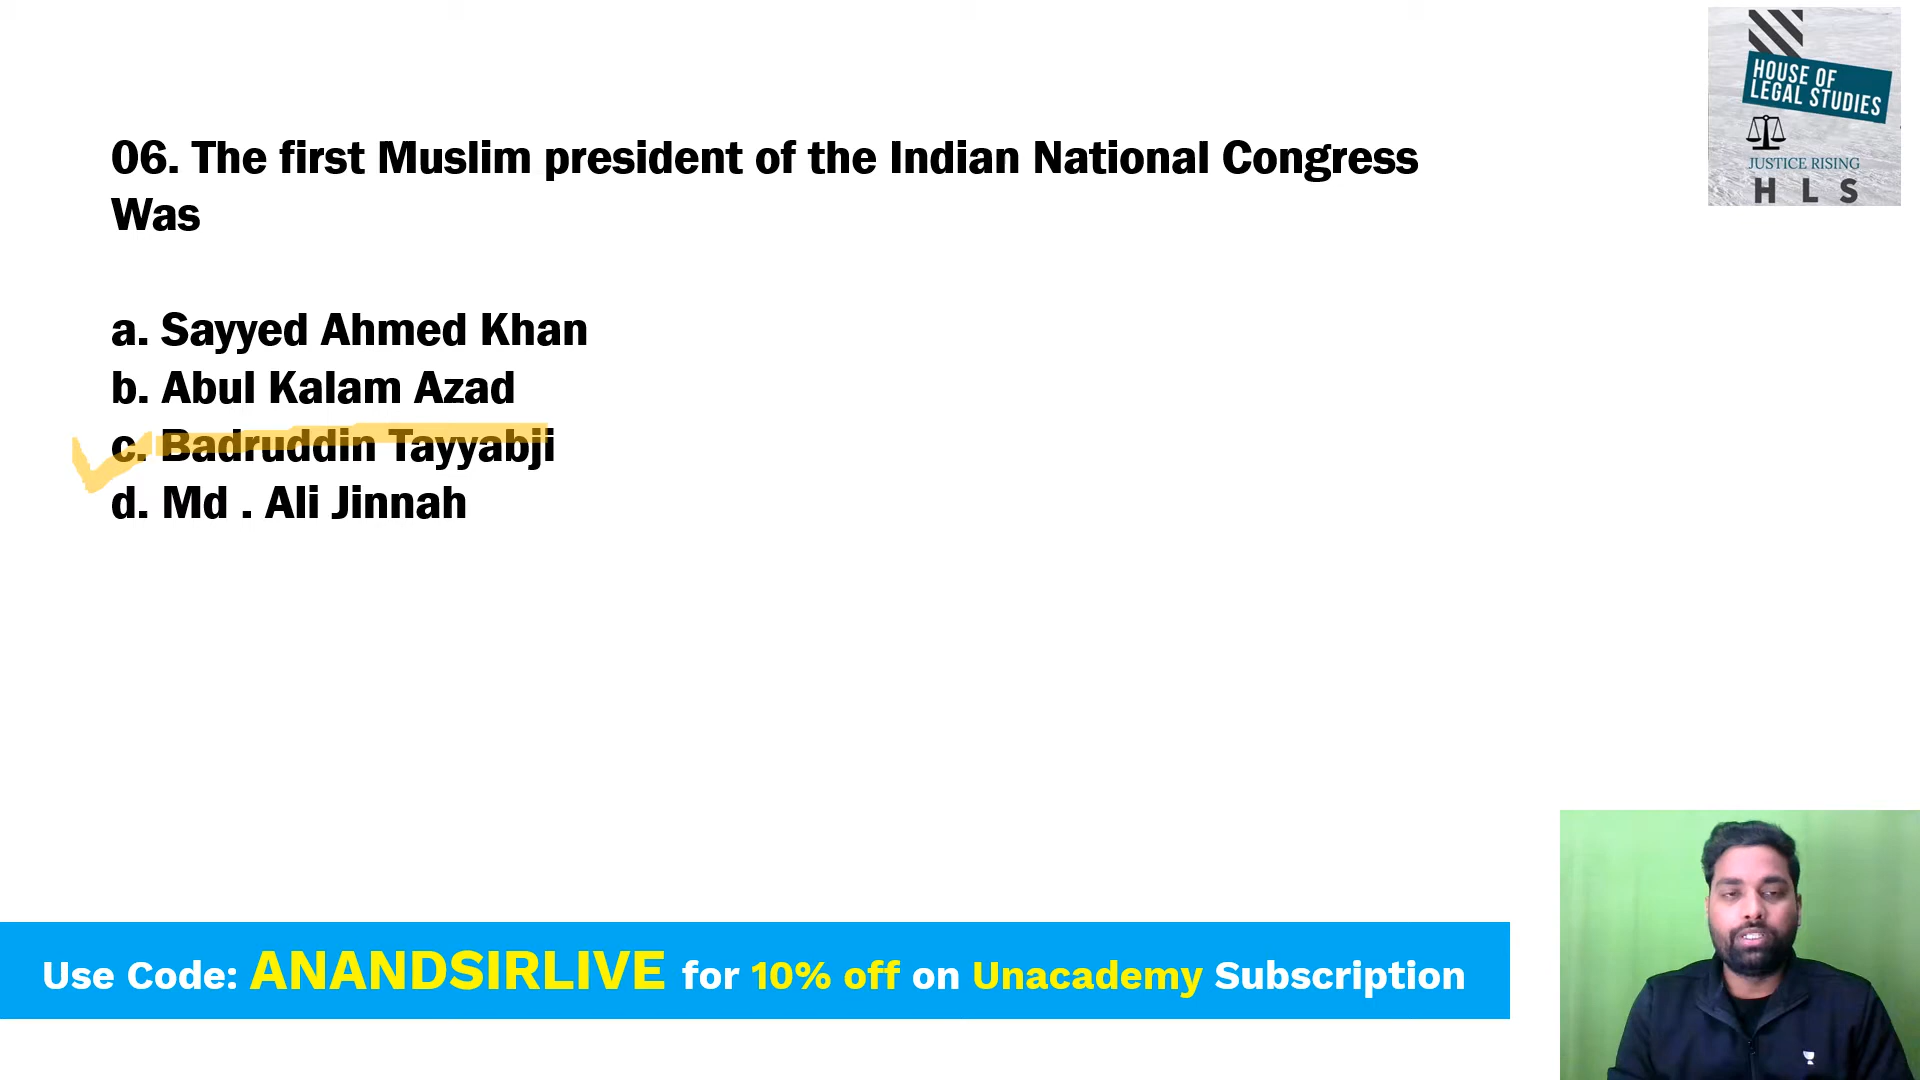 HOUSE OF
LEGAL STUDIES
JUSTICE RISING
H L S
06. The first Muslim president of the Indian National Congress
Was
a. Sayyed Ahmed Khan
b. Abul Kalam Azad
c. Badruddin Tayyabji
d. Md . Ali Jinnah
Use Code: ANANDSIRLIVE for 10% off on Unacademy Subscription